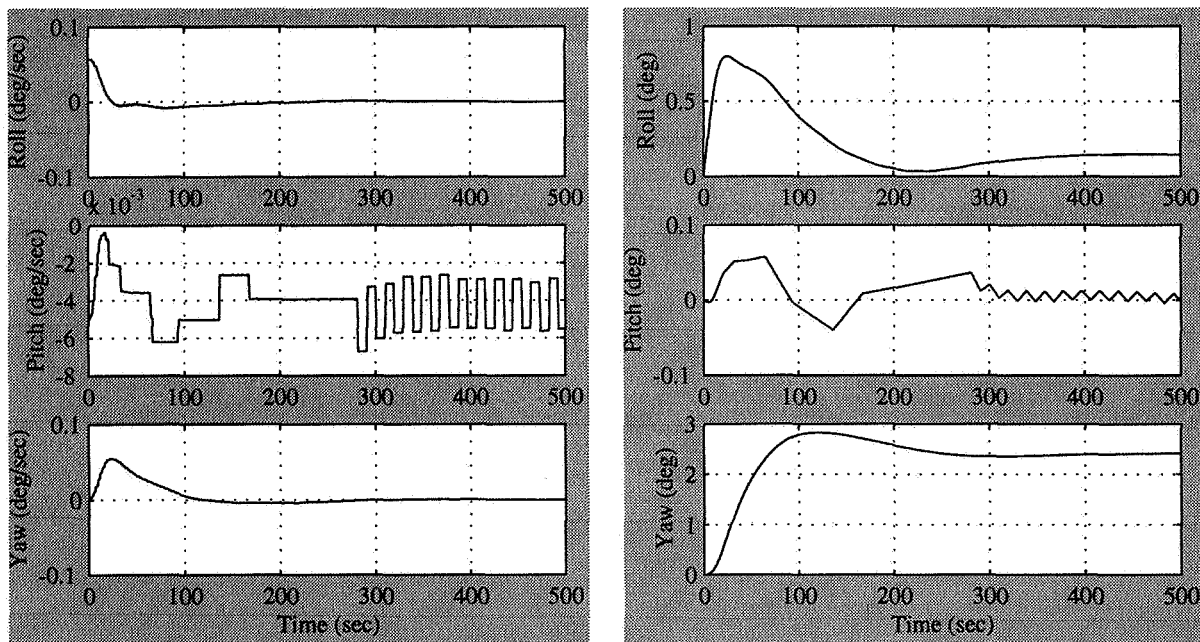 0.1
0
-0.1
Roll (deg/sec)
0 100 200 300 400 500
x 10^-3
0
-2
-4
-6
-8
Pitch (deg/sec)
0 100 200 300 400 500
0.1
0
-0.1
Yaw (deg/sec)
0 100 200 300 400 500
Time (sec)
1
0.5
0
Roll (deg)
0 100 200 300 400 500
0.1
0
-0.1
Pitch (deg)
0 100 200 300 400 500
3
2
1
0
Yaw (deg)
0 100 200 300 400 500
Time (sec)